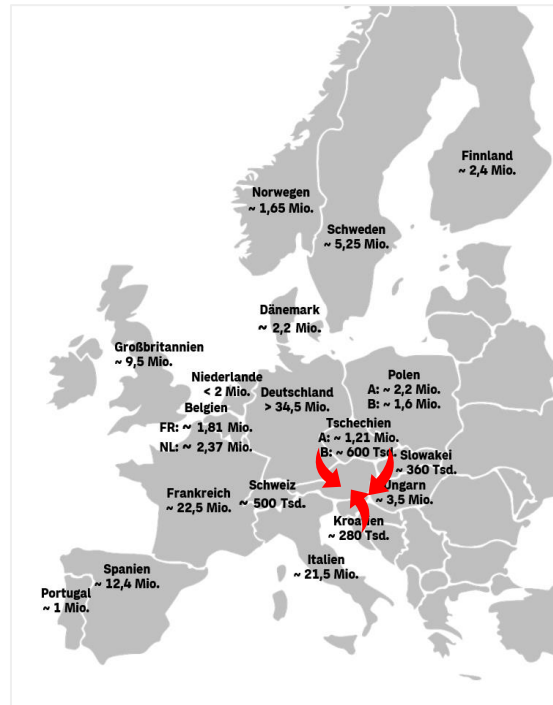 Finnland
~ 2,4 Mio.
Norwegen
~ 1,65 Mio.
Schweden
~ 5,25 Mio.
Dänemark
~ 2,2 Mio.
Großbritannien
~ 9,5 Mio.
Niederlande
< 2 Mio.
Deutschland
> 34,5 Mio.
Polen
A: ~ 2,2 Mio.
B: ~ 1,6 Mio.
Belgien
FR: ~ 1,81 Mio.
NL: ~ 2,37 Mio.
Tschechien
A: ~ 1,21 Mio.
B: ~ 600 Tsd.
Slowakei
~ 360 Tsd.
Schweiz
~ 500 Tsd.
Ungarn
~ 3,5 Mio.
Frankreich
~ 22,5 Mio.
Kroatien
~ 280 Tsd.
Italien
~ 21,5 Mio.
Spanien
~ 12,4 Mio.
Portugal
~ 1 Mio.